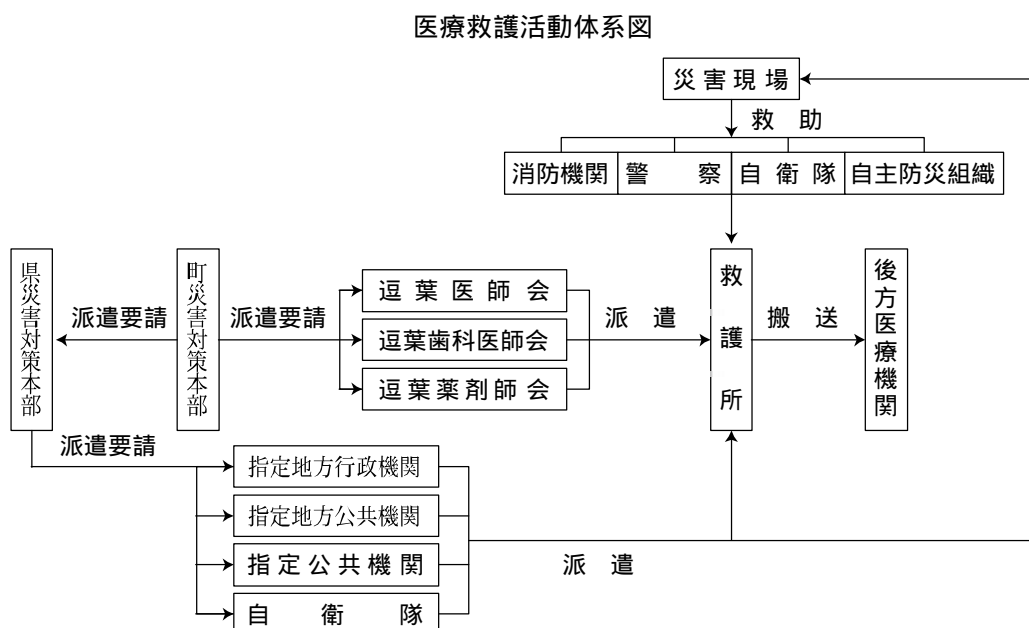 医療救護活動体系図
災害現場
救助
消防機関
警察
自衛隊
自主防災組織
県災害対策本部
派遣要請
町災害対策本部
派遣要請
逗葉医師会
逗葉歯科医師会
逗葉薬剤師会
派遣
救護所
搬送
後方医療機関
派遣要請
指定地方行政機関
指定地方公共機関
指定公共機関
自衛隊
派遣